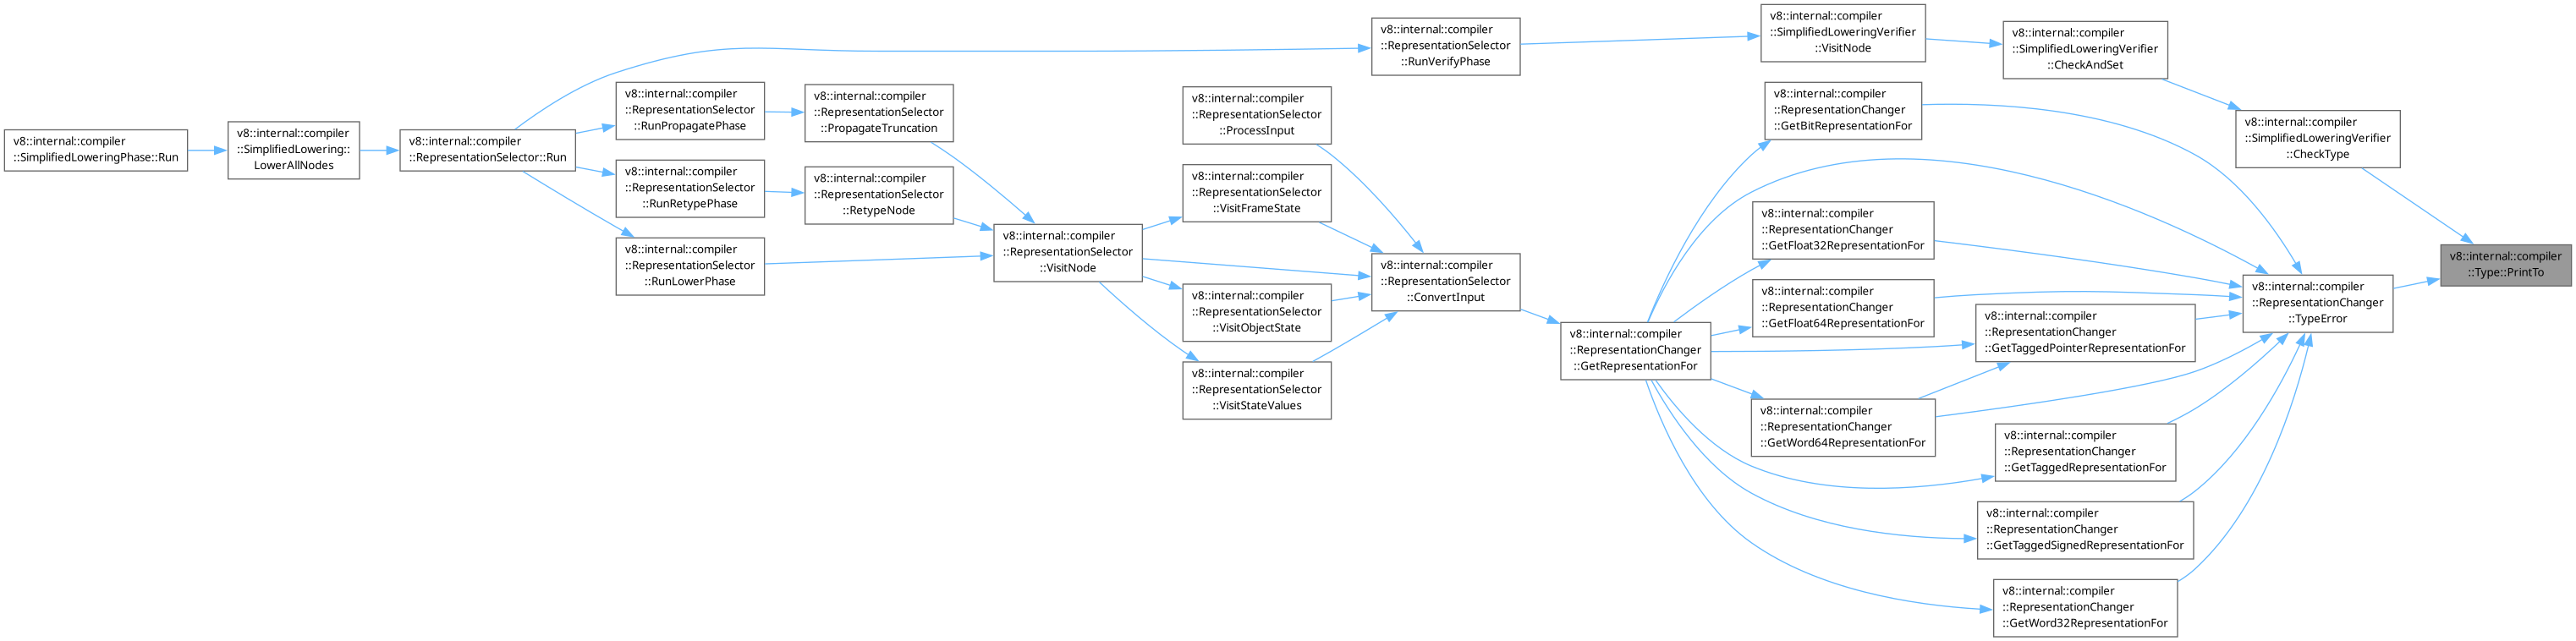 v8::internal::compiler
::SimplifiedLoweringPhase::Run
v8::internal::compiler
::SimplifiedLowering::
LowerAllNodes
v8::internal::compiler
::RepresentationSelector::Run
v8::internal::compiler
::RepresentationSelector
::RunPropagatePhase
v8::internal::compiler
::RepresentationSelector
::RunRetypePhase
v8::internal::compiler
::RepresentationSelector
::RunLowerPhase
v8::internal::compiler
::RepresentationSelector
::PropagateTruncation
v8::internal::compiler
::RepresentationSelector
::RetypeNode
v8::internal::compiler
::RepresentationSelector
::VisitNode
v8::internal::compiler
::RepresentationSelector
::ProcessInput
v8::internal::compiler
::RepresentationSelector
::VisitFrameState
v8::internal::compiler
::RepresentationSelector
::VisitObjectState
v8::internal::compiler
::RepresentationSelector
::VisitStateValues
v8::internal::compiler
::RepresentationSelector
::RunVerifyPhase
v8::internal::compiler
::RepresentationSelector
::ConvertInput
v8::internal::compiler
::RepresentationChanger
::GetRepresentationFor
v8::internal::compiler
::SimplifiedLoweringVerifier
::VisitNode
v8::internal::compiler
::RepresentationChanger
::GetBitRepresentationFor
v8::internal::compiler
::RepresentationChanger
::GetFloat32RepresentationFor
v8::internal::compiler
::RepresentationChanger
::GetFloat64RepresentationFor
v8::internal::compiler
::RepresentationChanger
::GetWord64RepresentationFor
v8::internal::compiler
::SimplifiedLoweringVerifier
::CheckAndSet
v8::internal::compiler
::RepresentationChanger
::GetTaggedPointerRepresentationFor
v8::internal::compiler
::RepresentationChanger
::GetTaggedRepresentationFor
v8::internal::compiler
::RepresentationChanger
::GetTaggedSignedRepresentationFor
v8::internal::compiler
::RepresentationChanger
::GetWord32RepresentationFor
v8::internal::compiler
::SimplifiedLoweringVerifier
::CheckType
v8::internal::compiler
::RepresentationChanger
::TypeError
v8::internal::compiler
::Type::PrintTo